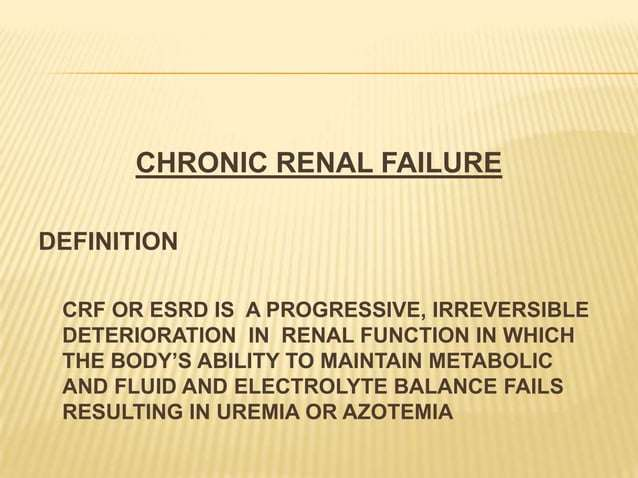 CHRONIC RENAL FAILURE
DEFINITION
CRF OR ESRD IS A PROGRESSIVE, IRREVERSIBLE
DETERIORATION IN RENAL FUNCTION IN WHICH
THE BODY’S ABILITY TO MAINTAIN METABOLIC
AND FLUID AND ELECTROLYTE BALANCE FAILS
RESULTING IN UREMIA OR AZOTEMIA